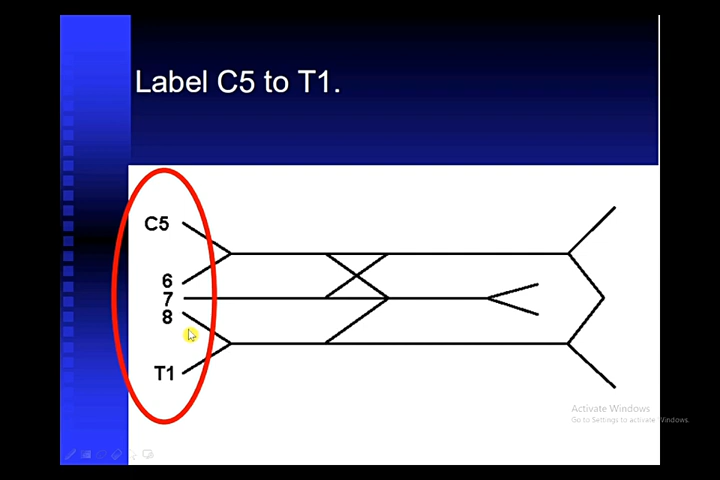 Label C5 to T1.
C5
6
7
8
T1
Activate Windows
Go to Settings to activate Windows.